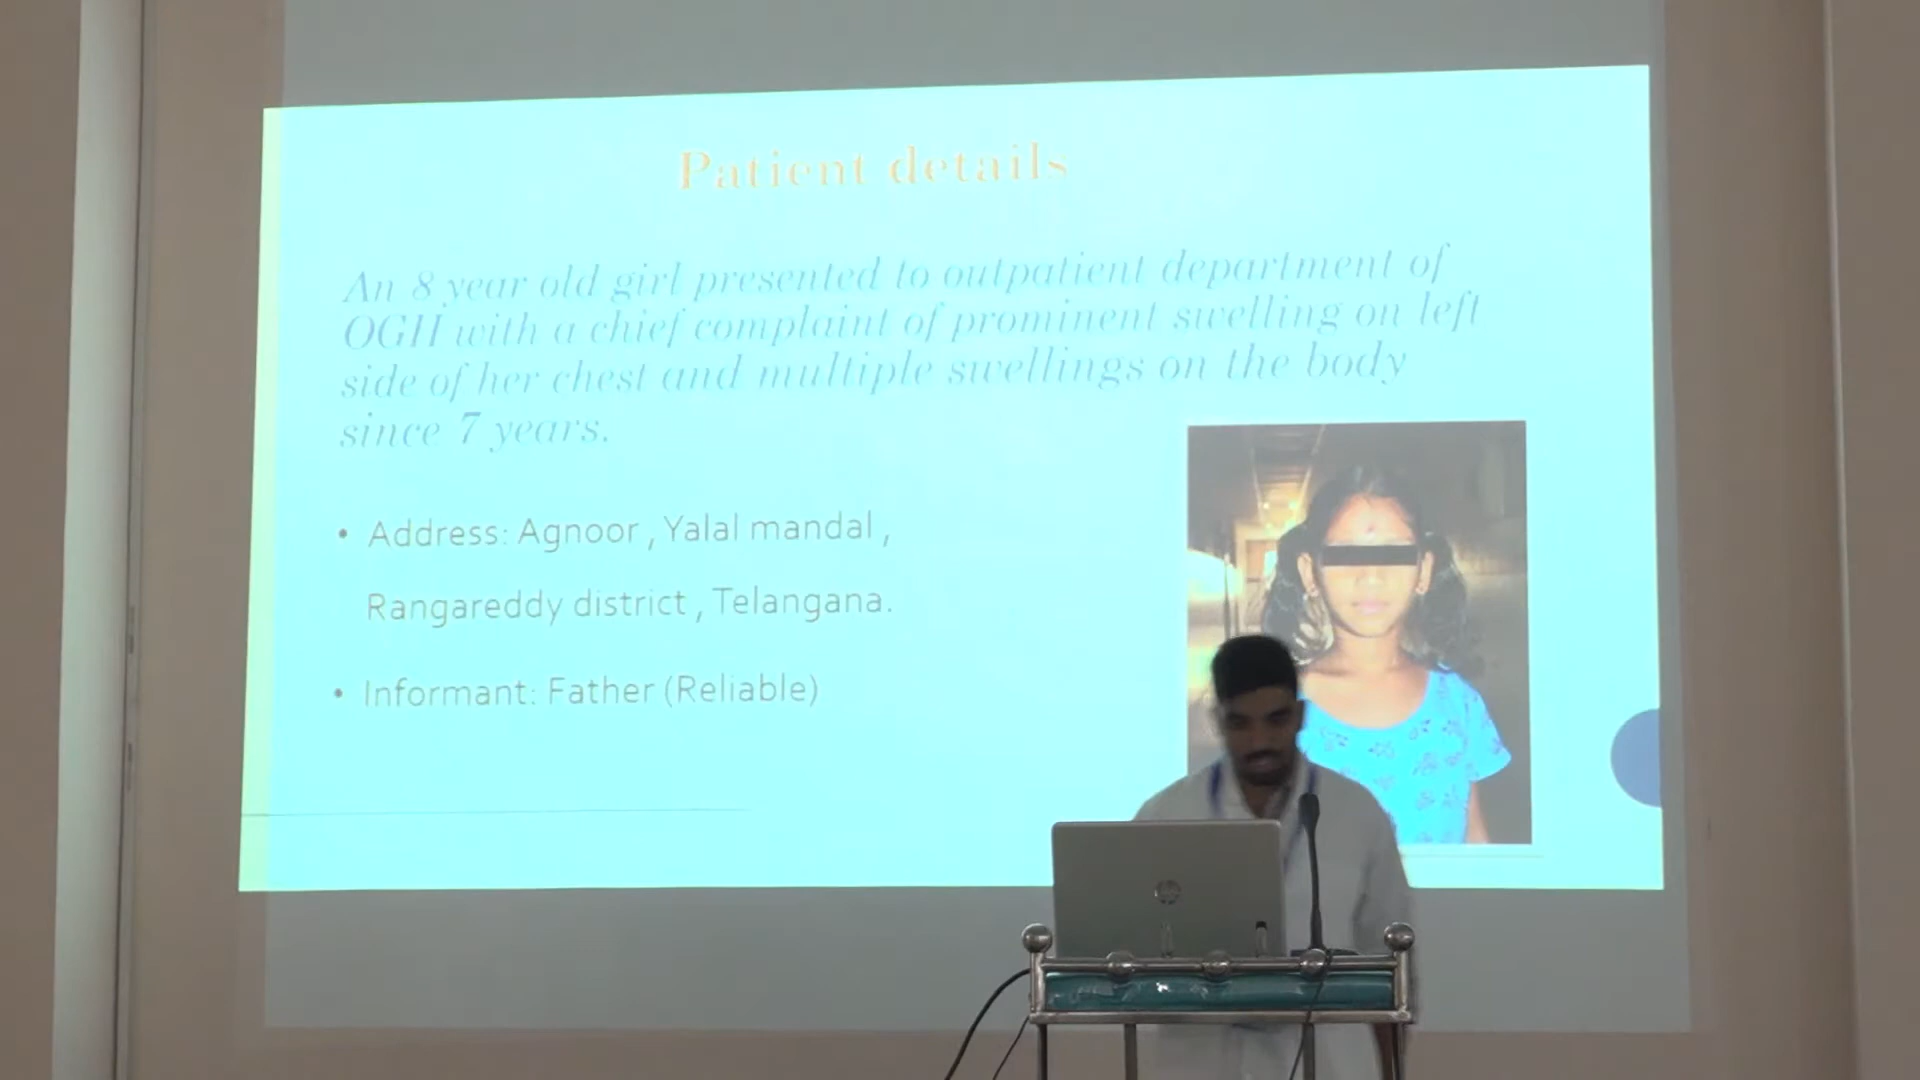 Patient details
An 8 year old girl presented to outpatient department of
OGH with a chief complaint of prominent swelling on left
side of her chest and multiple swellings on the body
since 7 years.
• Address: Agnoor , Yalal mandal ,
Rangareddy district , Telangana.
• Informant: Father (Reliable)
hp